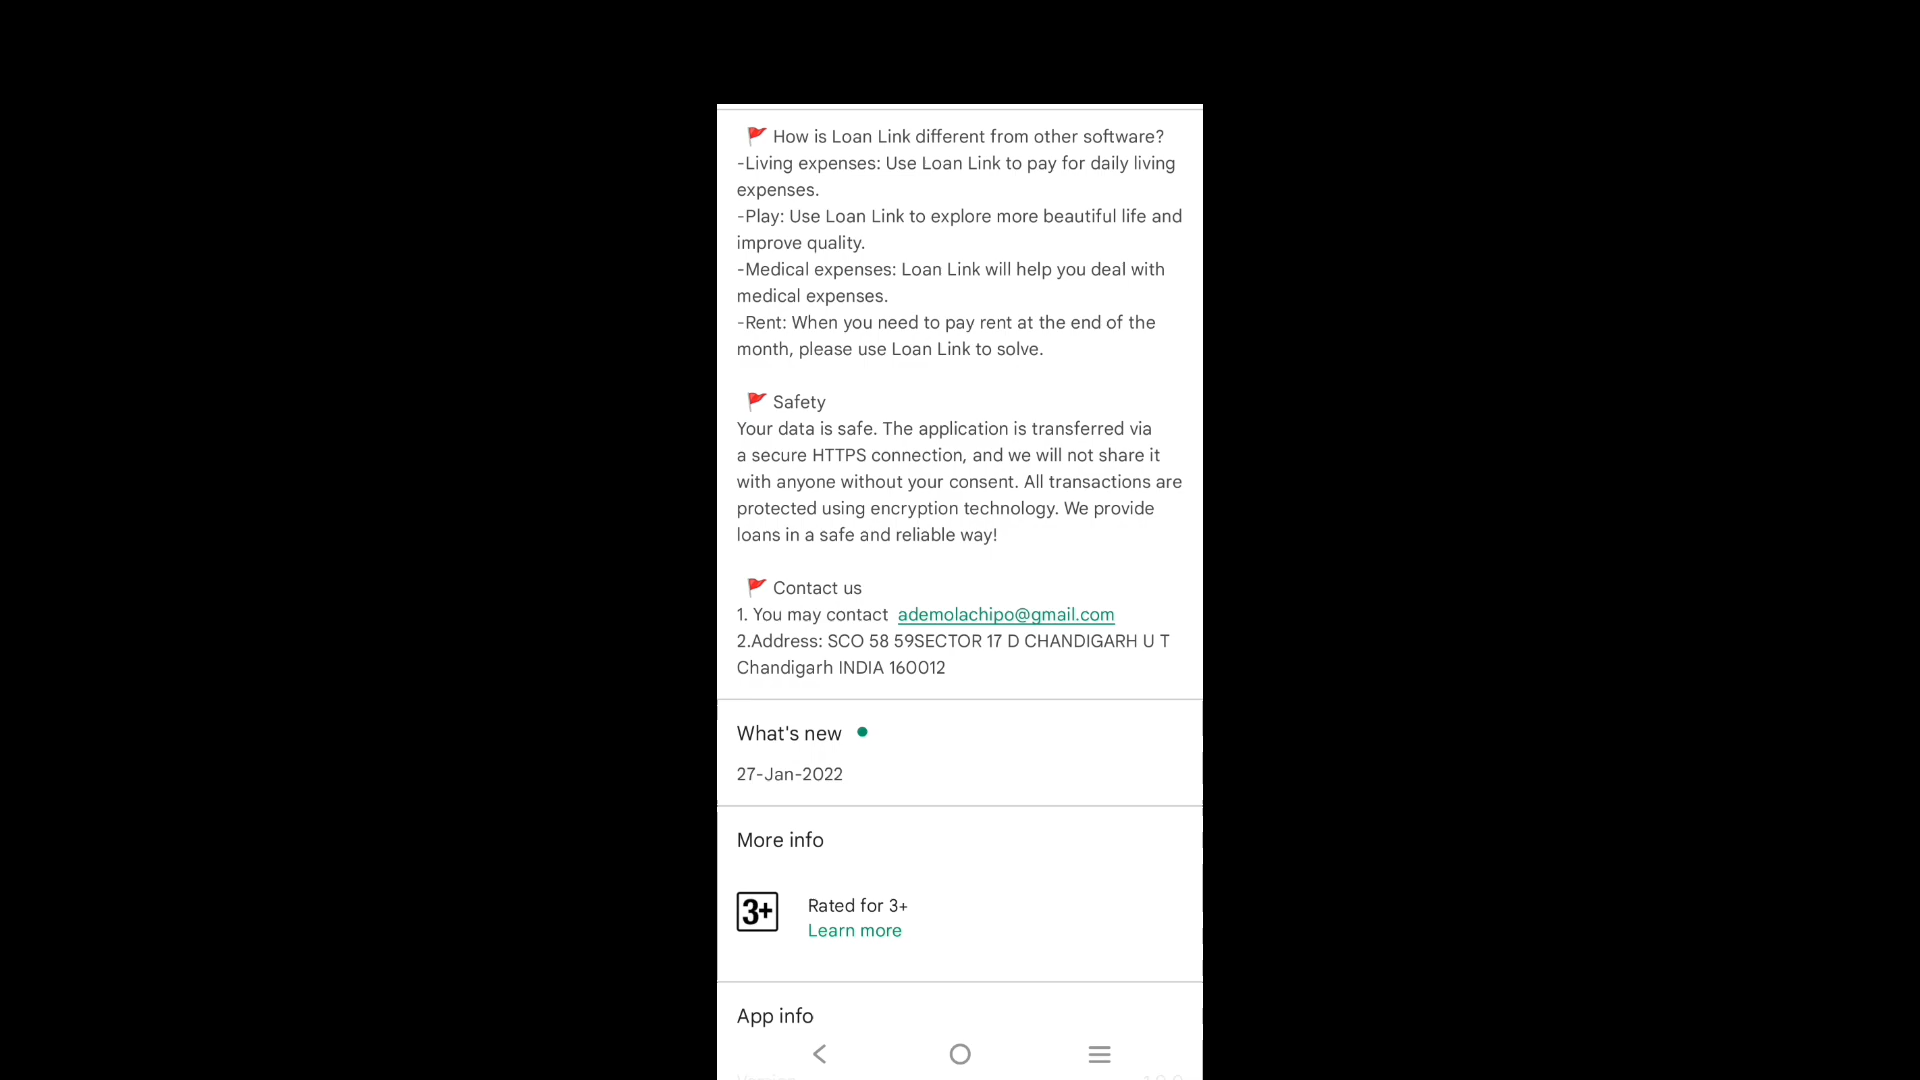 🚩 How is Loan Link different from other software?
-Living expenses: Use Loan Link to pay for daily living
expenses.
-Play: Use Loan Link to explore more beautiful life and
improve quality.
-Medical expenses: Loan Link will help you deal with
medical expenses.
-Rent: When you need to pay rent at the end of the
month, please use Loan Link to solve.
🚩 Safety
Your data is safe. The application is transferred via
a secure HTTPS connection, and we will not share it
with anyone without your consent. All transactions are
protected using encryption technology. We provide
loans in a safe and reliable way!
🚩 Contact us
1. You may contact ademolachipo@gmail.com
2.Address: SCO 58 59SECTOR 17 D CHANDIGARH U T
Chandigarh INDIA 160012
What's new
27-Jan-2022
More info
3+
Rated for 3+
Learn more
App info